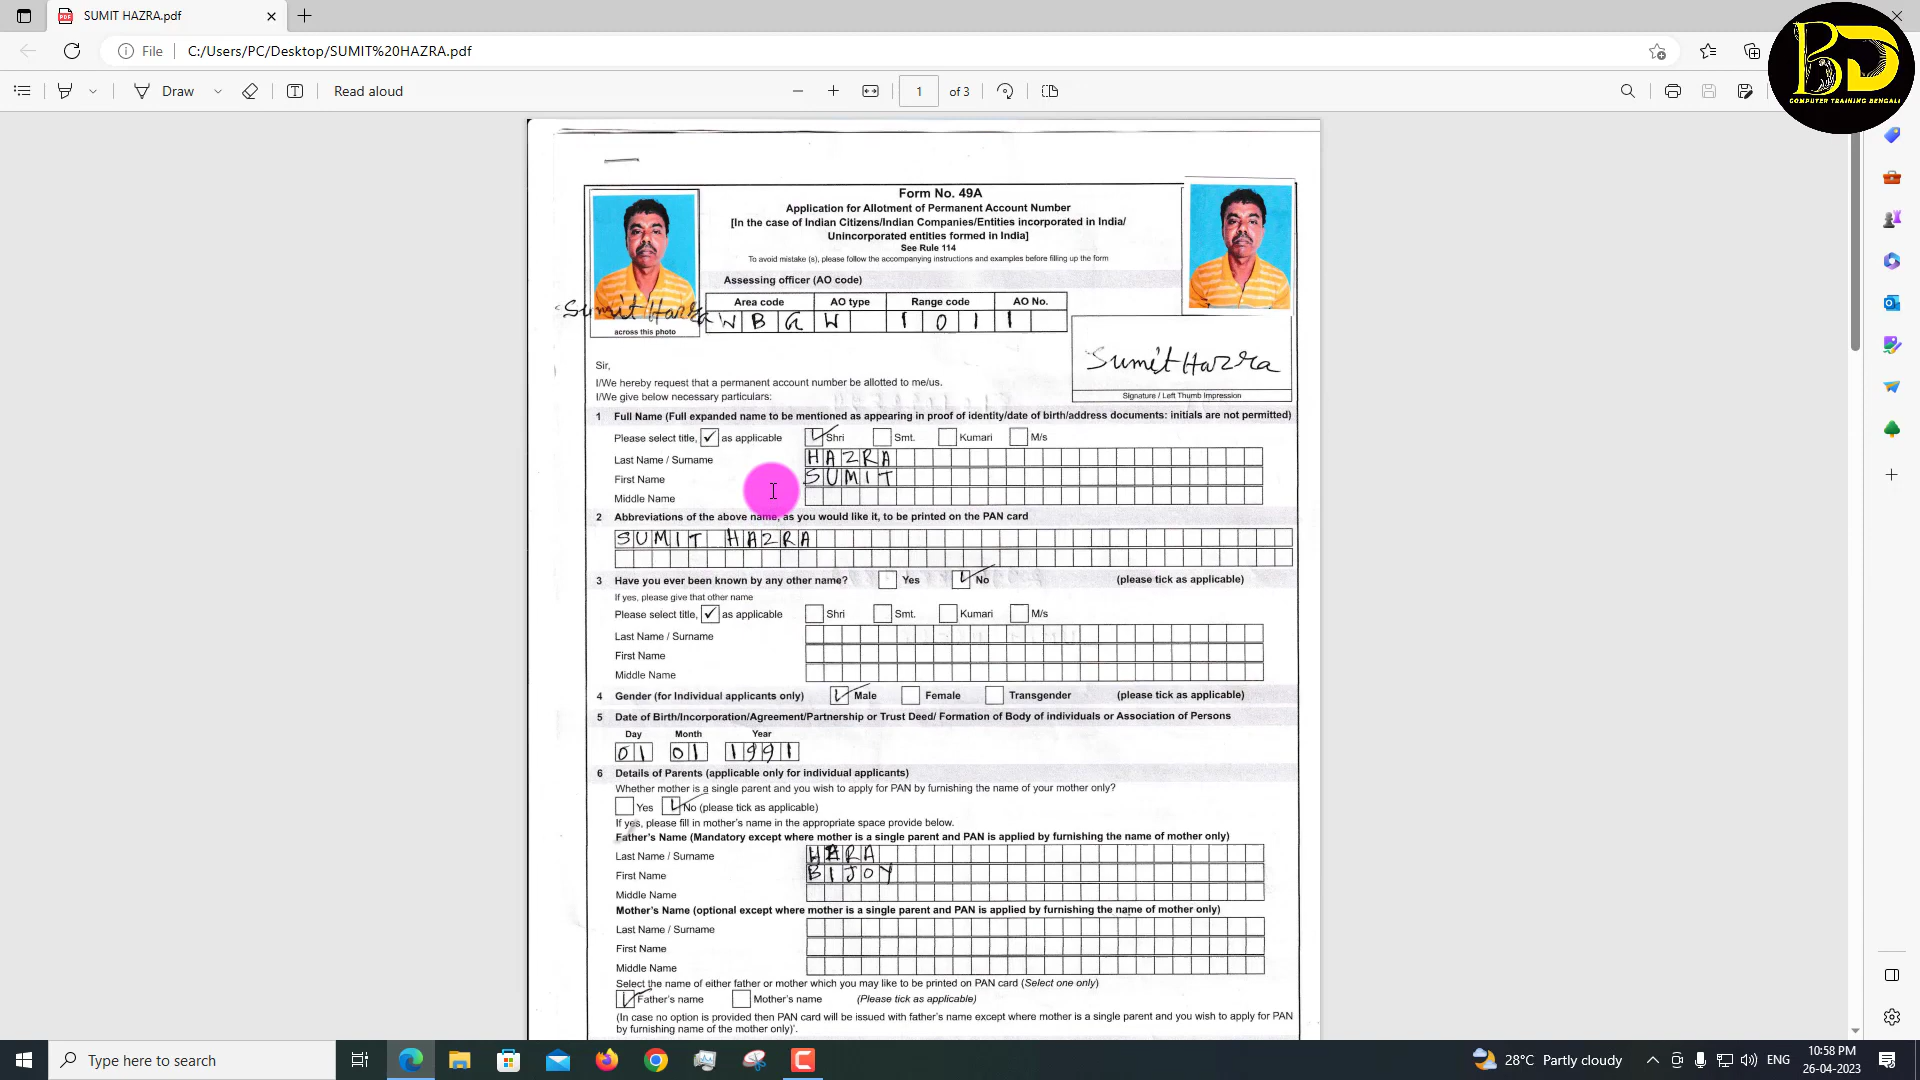 SUMIT HAZRA.pdf
File
C:/Users/PC/Desktop/SUMIT%20HAZRA.pdf
Draw
Read aloud
1 of 3
BD
COMPUTER TRAINING BENGALI
Form No. 49A
Application for Allotment of Permanent Account Number
[In the case of Indian Citizens/Indian Companies/Entities incorporated in India/
Unincorporated entities formed in India]
See Rule 114
To avoid mistake (s), please follow the accompanying instructions and examples before filling up the form
Assessing officer (AO code)
Area code AO type Range code AO No.
W B G W 1 0 1 1
Sumit Hazra
across this photo
Sumit Hazra
Signature / Left Thumb Impression
Sir,
I/We hereby request that a permanent account number be allotted to me/us.
I/We give below necessary particulars:
1 Full Name (Full expanded name to be mentioned as appearing in proof of identity/date of birth/address documents: initials are not permitted)
Please select title, ✓ as applicable Shri Smt. Kumari M/s
Last Name / Surname HAZRA
First Name SUMIT
Middle Name
2 Abbreviations of the above name, as you would like it, to be printed on the PAN card
SUMIT HAZRA
3 Have you ever been known by any other name? Yes No (please tick as applicable)
If yes, please give that other name
Please select title, ✓ as applicable Shri Smt. Kumari M/s
Last Name / Surname
First Name
Middle Name
4 Gender (for Individual applicants only) Male Female Transgender (please tick as applicable)
5 Date of Birth/Incorporation/Agreement/Partnership or Trust Deed/ Formation of Body of individuals or Association of Persons
Day Month Year
01 01 1991
6 Details of Parents (applicable only for individual applicants)
Whether mother is a single parent and you wish to apply for PAN by furnishing the name of your mother only?
Yes No (please tick as applicable)
If yes, please fill in mother's name in the appropriate space provide below.
Father's Name (Mandatory except where mother is a single parent and PAN is applied by furnishing the name of mother only)
Last Name / Surname
First Name BIJOY
Middle Name
Mother's Name (optional except where mother is a single parent and PAN is applied by furnishing the name of mother only)
Last Name / Surname
First Name
Middle Name
Select the name of either father or mother which you may like to be printed on PAN card (Select one only)
Father's name Mother's name (Please tick as applicable)
(In case no option is provided then PAN card will be issued with father's name except where mother is a single parent and you wish to apply for PAN
by furnishing name of the mother only)'.
Type here to search
28°C Partly cloudy
ENG
10:58 PM
26-04-2023